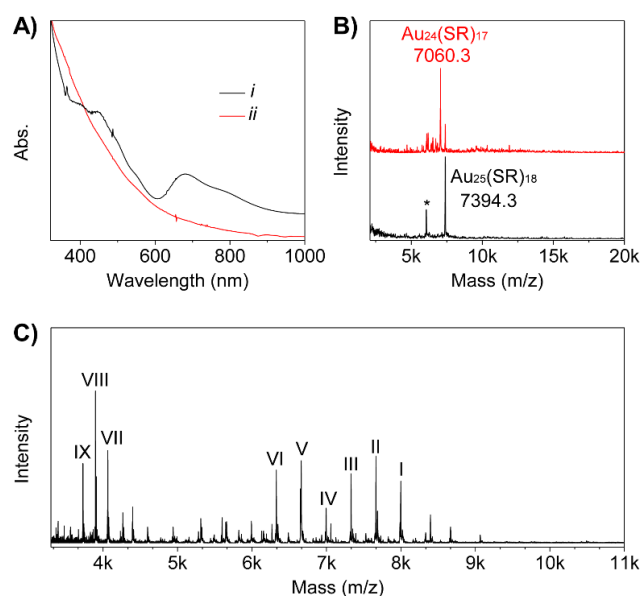 A)
Abs.
i
ii
400
600
800
1000
Wavelength (nm)
B)
Intensity
Au₂₄(SR)₁₇
7060.3
Au₂₅(SR)₁₈
7394.3
*
5k
10k
15k
20k
Mass (m/z)
C)
Intensity
IX
VIII
VII
VI
V
IV
III
II
I
4k
5k
6k
7k
8k
9k
10k
11k
Mass (m/z)